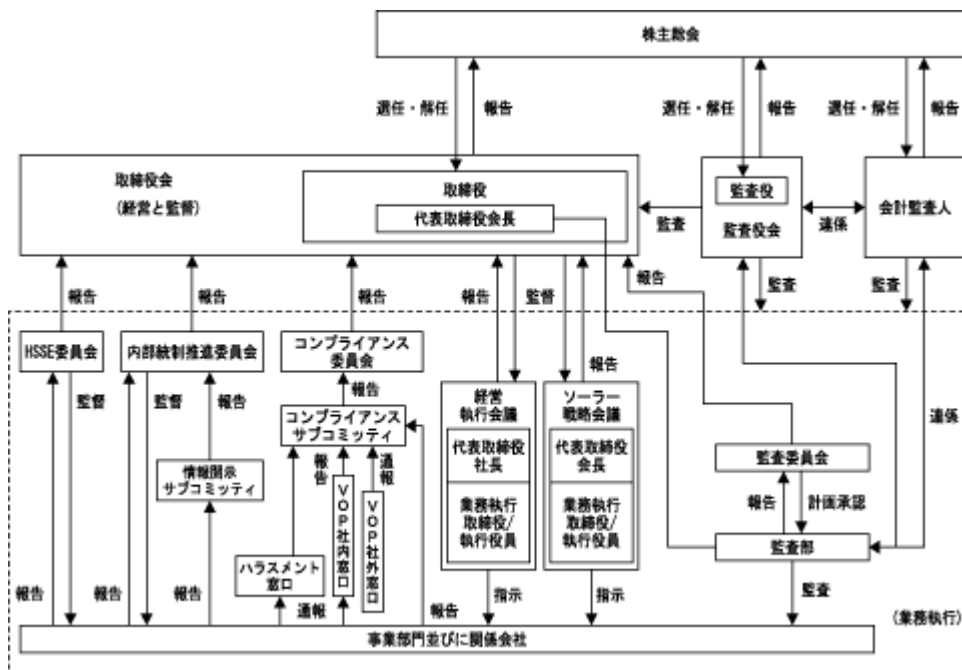 株主総会
選任・解任
報告
選任・解任
報告
選任・解任
報告
取締役会
(経営と監督)
取締役
代表取締役会長
監査
監査役
監査役会
連係
会計監査人
報告
報告
報告
報告
監督
報告
報告
監査
監査
HSSE委員会
内部統制推進委員会
コンプライアンス
委員会
監督
監督
報告
報告
コンプライアンス
サブコミッティ
経営
執行会議
代表取締役
社長
業務執行
取締役/
執行役員
ソーラー
戦略会議
代表取締役
会長
業務執行
取締役/
執行役員
連係
情報開示
サブコミッティ
報告
通報
VOP社内窓口
VOP社外窓口
監査委員会
報告
計画承認
監査部
ハラスメント
窓口
報告
報告
報告
通報
報告
指示
指示
監査
(業務執行)
事業部門並びに関係会社